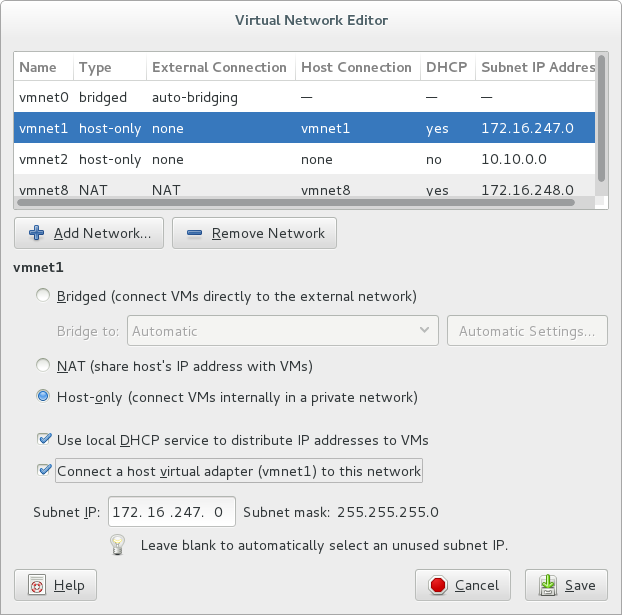 Virtual Network Editor
Name Type External Connection Host Connection DHCP Subnet IP Addres
vmnet0 bridged auto-bridging — — —
vmnet1 host-only none vmnet1 yes 172.16.247.0
vmnet2 host-only none none no 10.10.0.0
vmnet8 NAT NAT vmnet8 yes 172.16.248.0
Add Network... Remove Network
vmnet1
Bridged (connect VMs directly to the external network)
Bridge to: Automatic Automatic Settings...
NAT (share host's IP address with VMs)
Host-only (connect VMs internally in a private network)
Use local DHCP service to distribute IP addresses to VMs
Connect a host virtual adapter (vmnet1) to this network
Subnet IP: 172. 16 .247. 0 Subnet mask: 255.255.255.0
Leave blank to automatically select an unused subnet IP.
Help Cancel Save